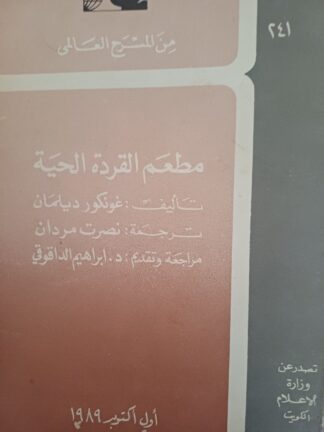 من المسرح العالمي
٢٤١
مطعم القردة الحية
تأليف: غونكور ديلمان
ترجمة: نصرت مردان
مراجعة وتقديم: د. ابراهيم الداقوقي
تصدر عن
وزارة
الإعلام
الكويت
أول أكتوبر ١٩٨٩